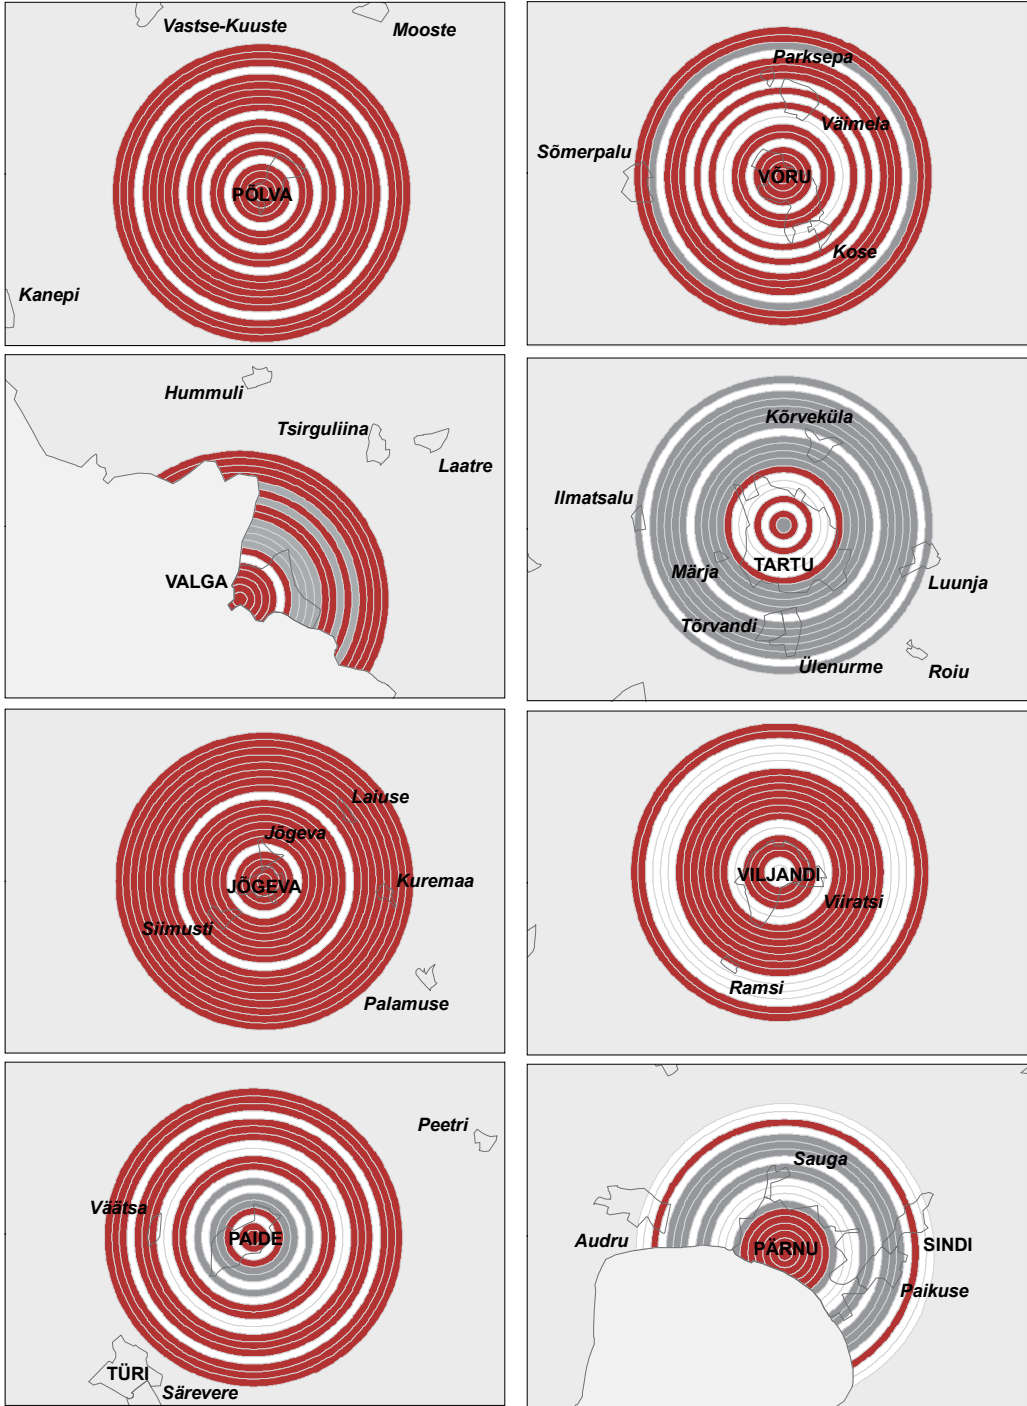 Vastse-Kuuste
Mooste
PÕLVA
Kanepi
Parksepa
Väimela
Sõmerpalu
VÕRU
Kose
Hummuli
Tsirguliina
Laatre
VALGA
Kõrveküla
Ilmatsalu
Märja
TARTU
Luunja
Tõrvandi
Ülenurme
Roiu
Laiuse
Jõgeva
JÕGEVA
Kuremaa
Siimusti
Palamuse
VILJANDI
Viiratsi
Ramsi
Peetri
Väätsa
PAIDE
TÜRI
Särevere
Sauga
Audru
PÄRNU
SINDI
Paikuse